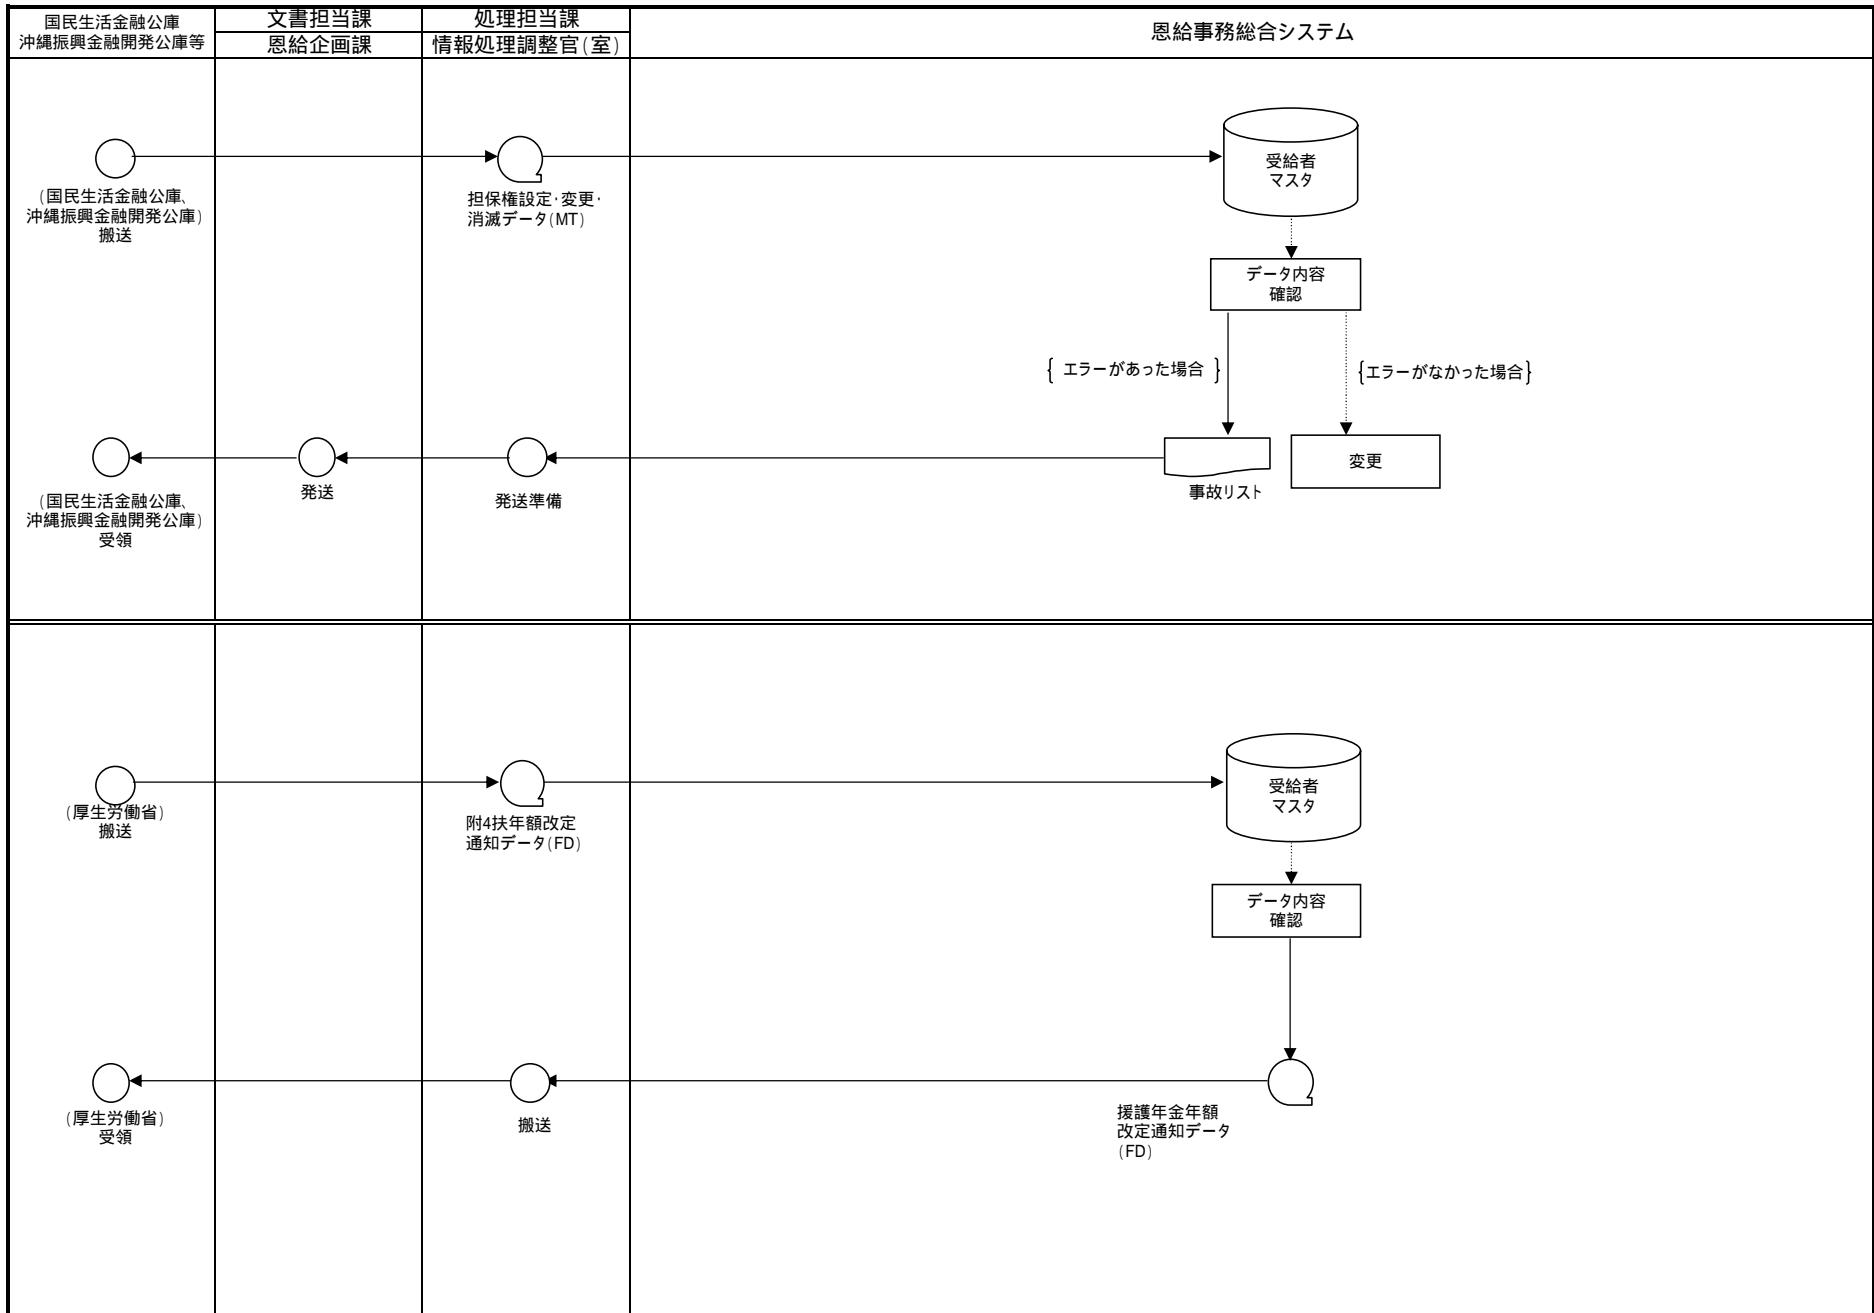 国民生活金融公庫
沖縄振興金融開発公庫等
文書担当課
恩給企画課
処理担当課
情報処理調整官(室)
恩給事務総合システム
(国民生活金融公庫、
沖縄振興金融開発公庫)
搬送
担保権設定・変更・
消滅データ(MT)
受給者
マスタ
データ内容
確認
{ エラーがあった場合 }
{エラーがなかった場合}
(国民生活金融公庫、
沖縄振興金融開発公庫)
受領
発送
発送準備
事故リスト
変更
(厚生労働省)
搬送
附4扶年額改定
通知データ(FD)
受給者
マスタ
データ内容
確認
(厚生労働省)
受領
搬送
援護年金年額
改定通知データ
(FD)